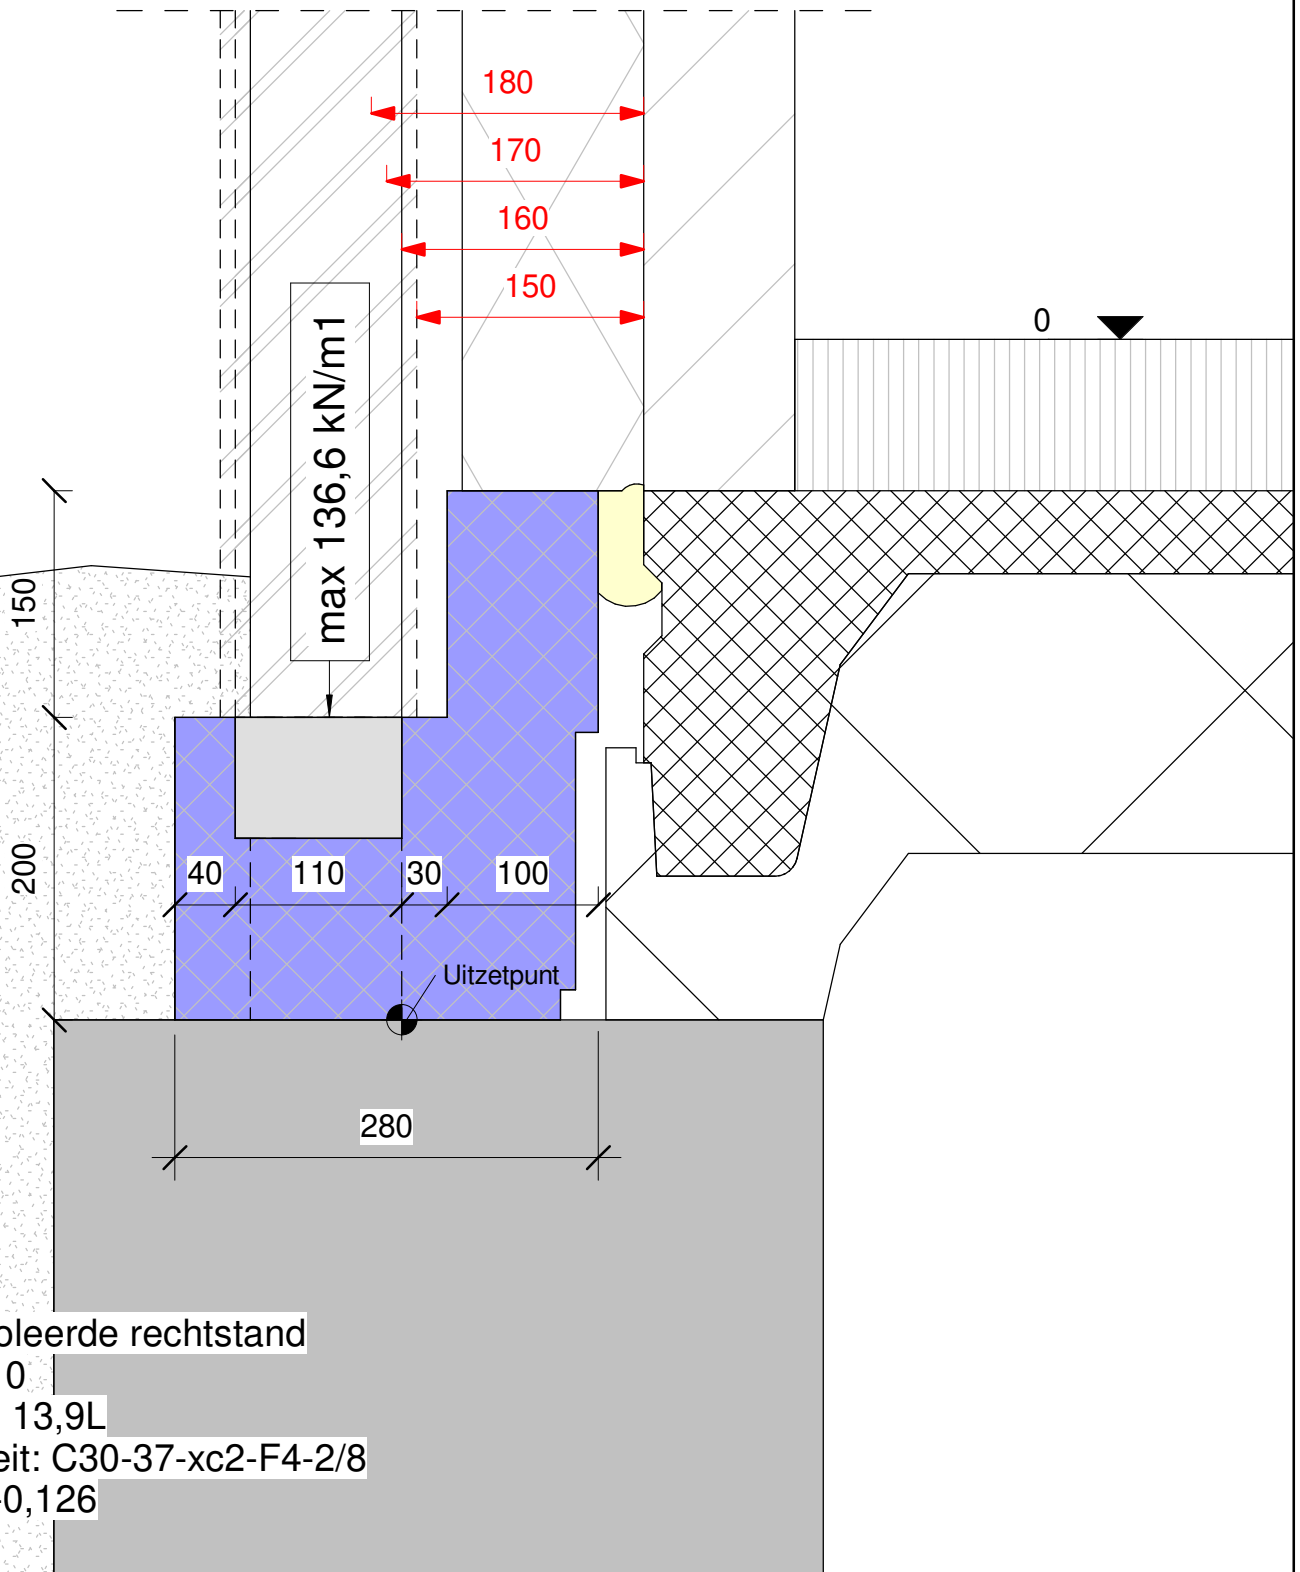 180
170
160
150
0
max 136,6 kN/m1
150
200
40 110 30 100
Uitzetpunt
280
oleerde rechtstand
0
13,9L
eit: C30-37-xc2-F4-2/8
-0,126